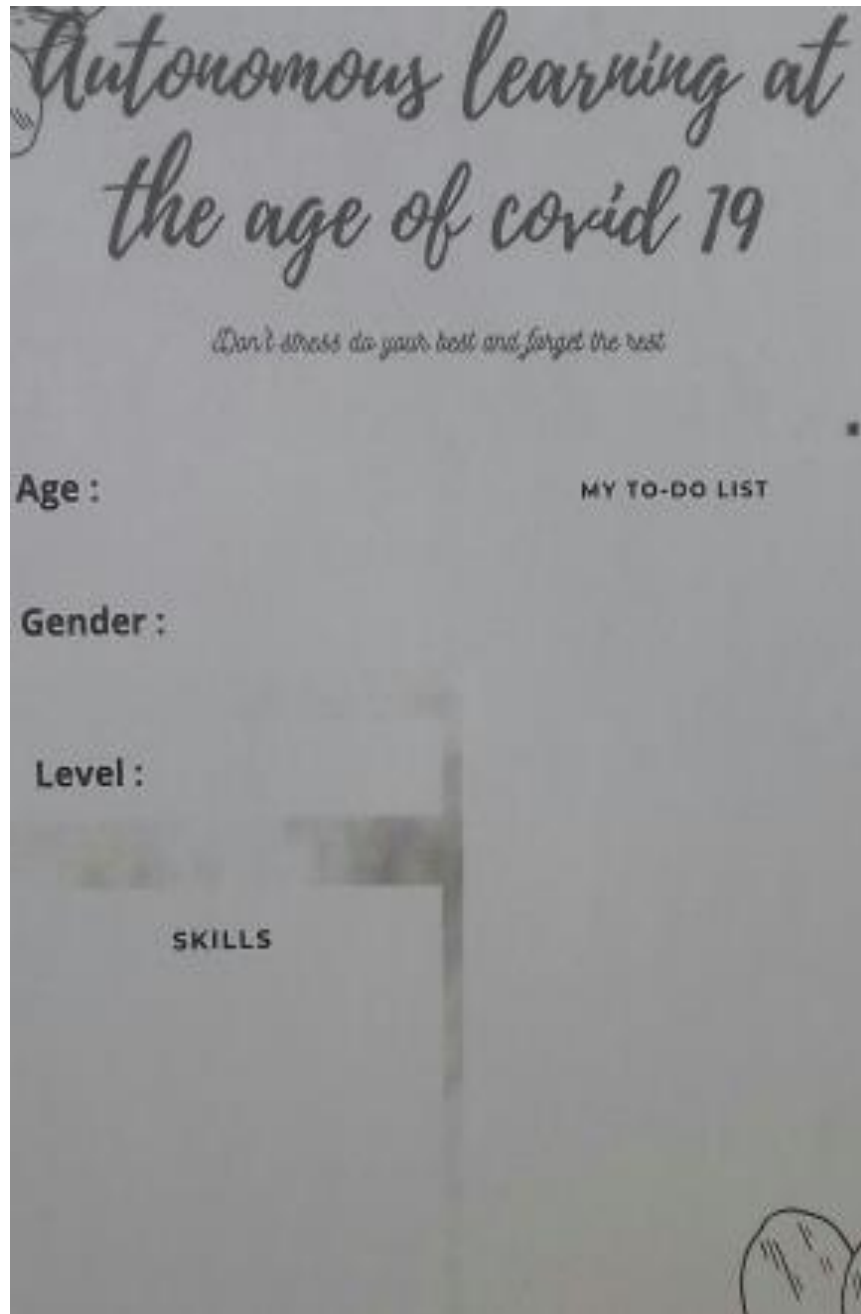 Autonomous learning at
the age of covid 19
Don't stress do your best and forget the rest
Age :
MY TO-DO LIST
Gender :
Level :
SKILLS